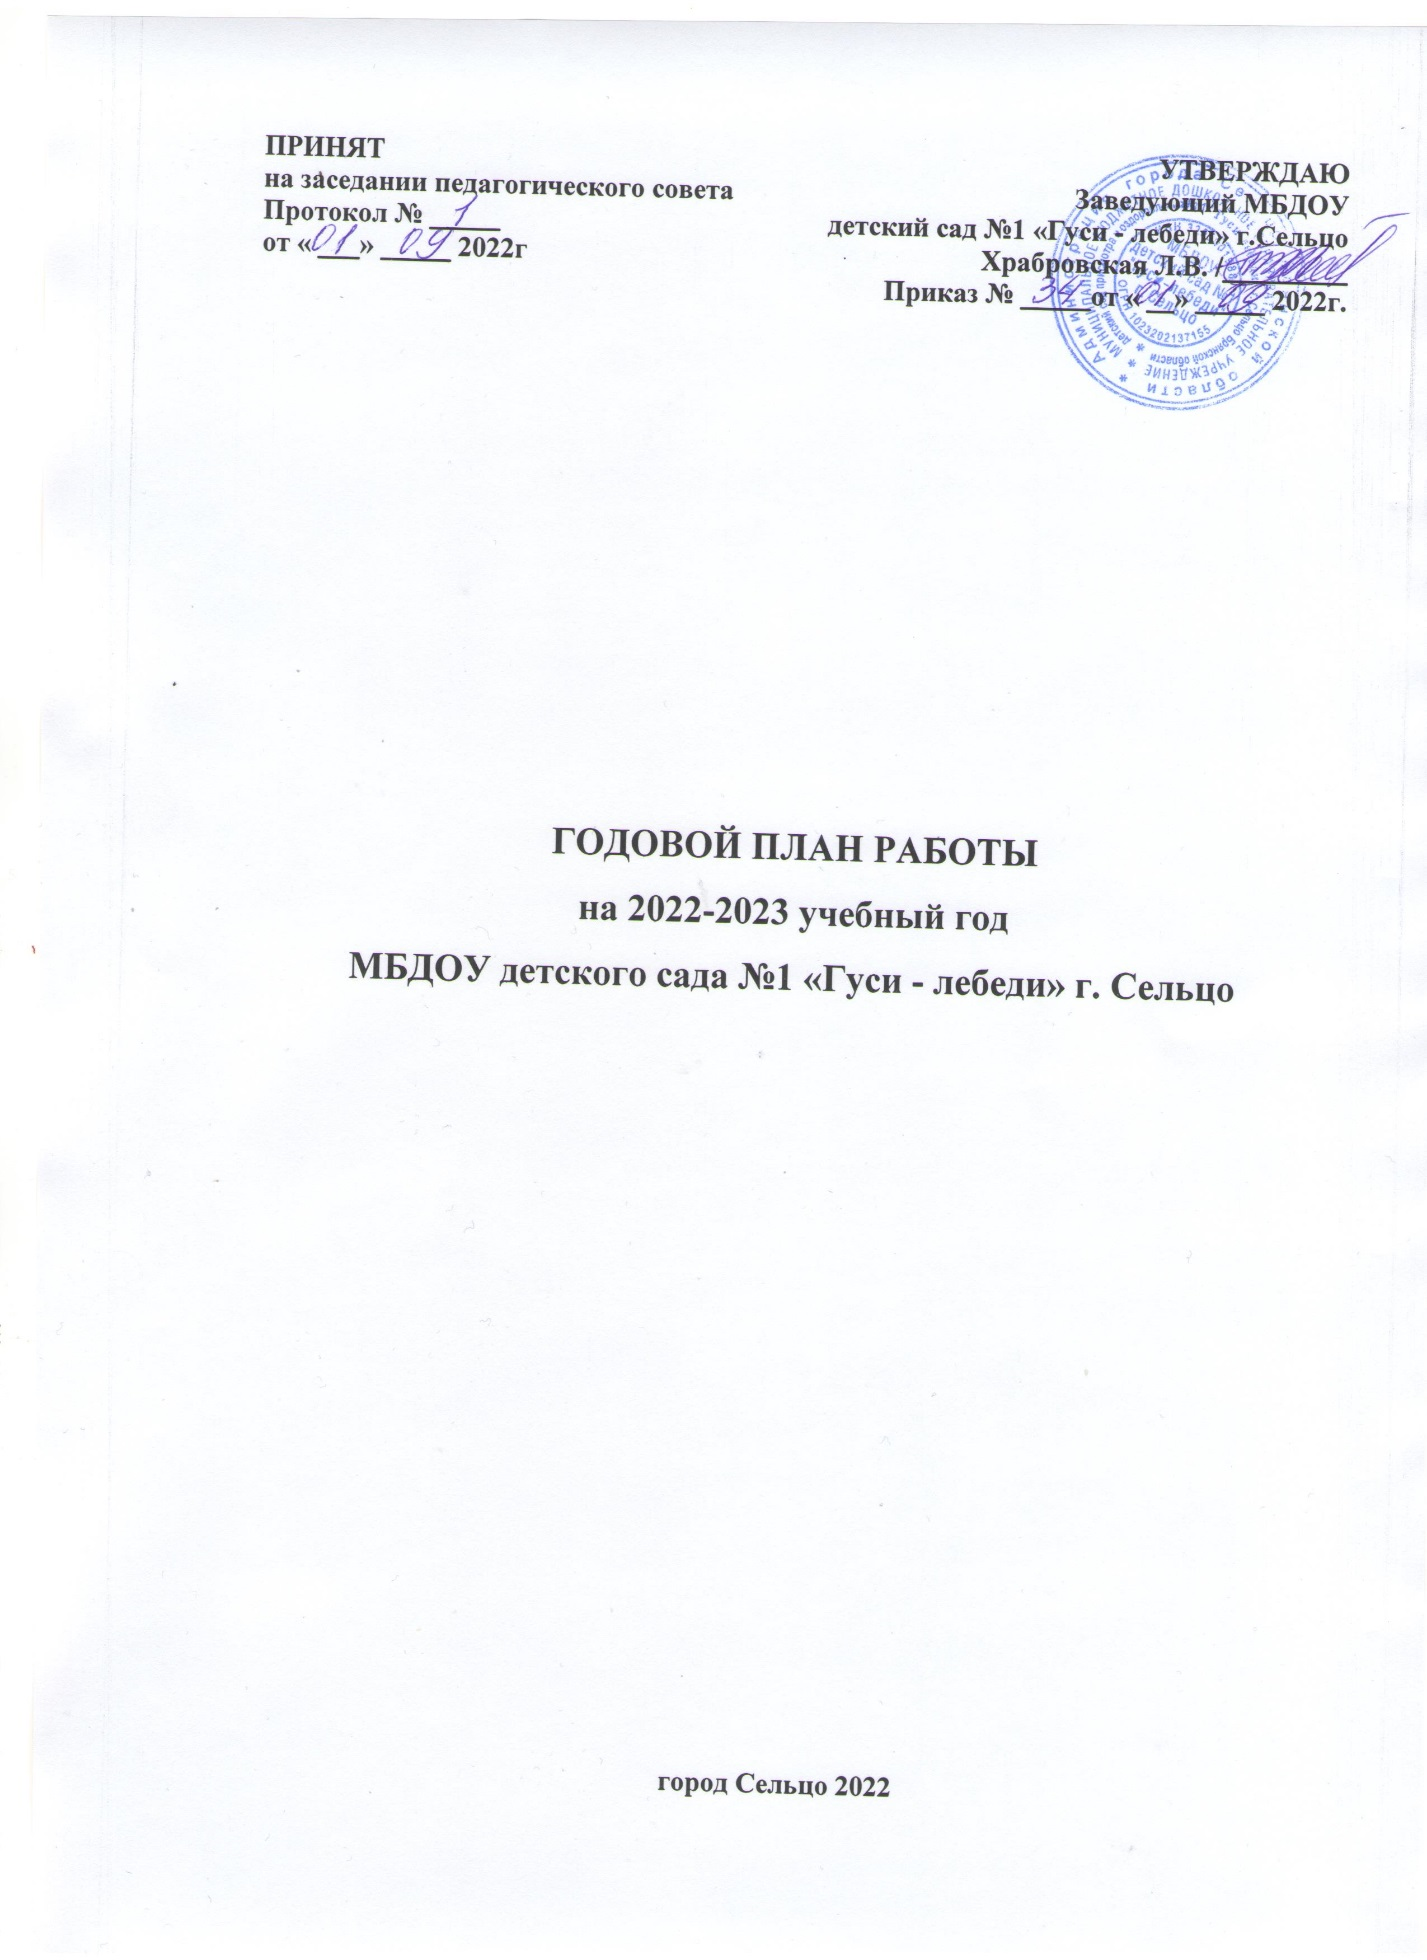 ПРИНЯТ
на заседании педагогического совета
Протокол № 1
от «01» 09 2022г
УТВЕРЖДАЮ
Заведующий МБДОУ
детский сад №1 «Гуси - лебеди» г.Сельцо
Храбровская Л.В. /
Приказ № 34 от «01» 09 2022г.
ГОДОВОЙ ПЛАН РАБОТЫ
на 2022-2023 учебный год
МБДОУ детского сада №1 «Гуси - лебеди» г. Сельцо
город Сельцо 2022